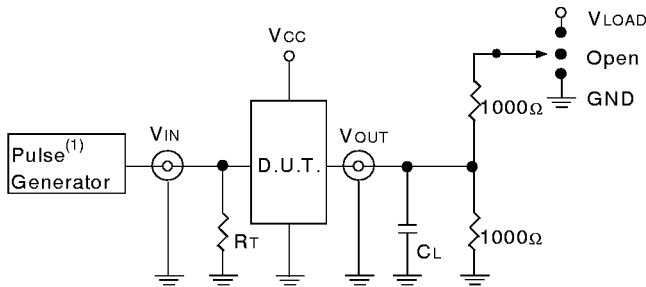 VLOAD
VCC
Open
1000Ω
GND
VIN
VOUT
Pulse(1)
Generator
D.U.T.
RT
CL
1000Ω